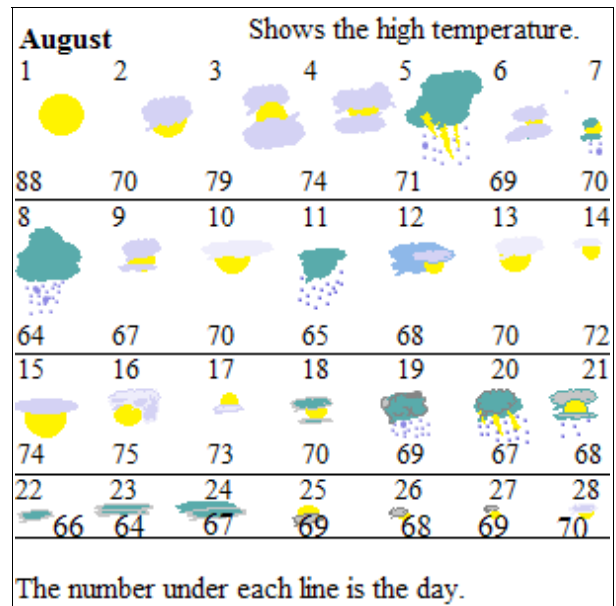 August Shows the high temperature.
1 2 3 4 5 6 7
88 70 79 74 71 69 70
8 9 10 11 12 13 14
64 67 70 65 68 70 72
15 16 17 18 19 20 21
74 75 73 70 69 67 68
22 23 24 25 26 27 28
66 64 67 69 68 69 70
The number under each line is the day.